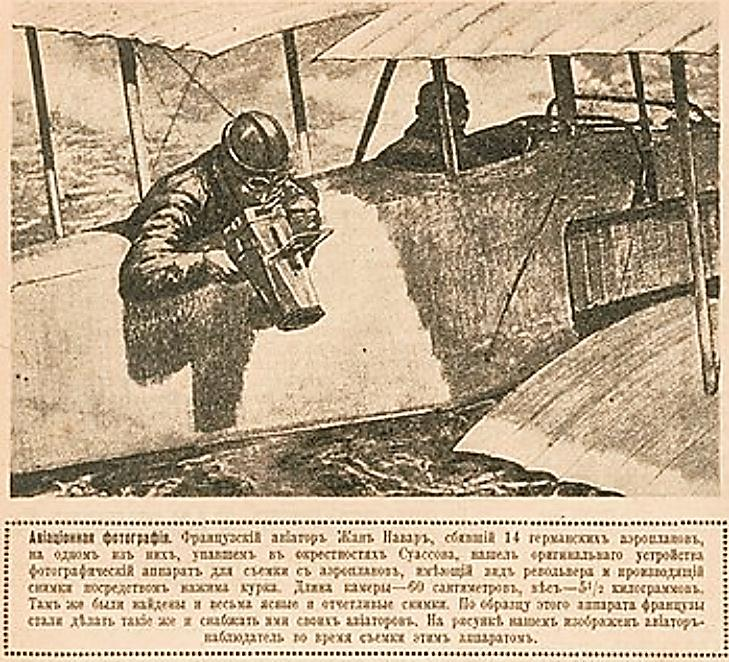 Авіаціонная фотографія. Французскій авіаторъ Жанъ Наваръ, сбившій 14 германскихъ аэроплановъ,
на одномъ изъ нихъ, упавшемъ въ окрестностяхъ Суассона, нашелъ оригинальнаго устройства
фотографическій аппаратъ для съемки съ аэроплановъ, имѣющій видъ револьвера и производящій
снимки посредствомъ нажима курка. Длина камеры—60 сантиметровъ, вѣсъ—5½ килограммовъ.
Тамъ же были найдены и весьма ясные и отчетливые снимки. По образцу этого аппарата французы
стали дѣлать такіе же и снабжать ими своихъ авіаторовъ. На рисункѣ нашемъ изображенъ авіаторъ-
наблюдатель во время съемки этимъ аппаратомъ.